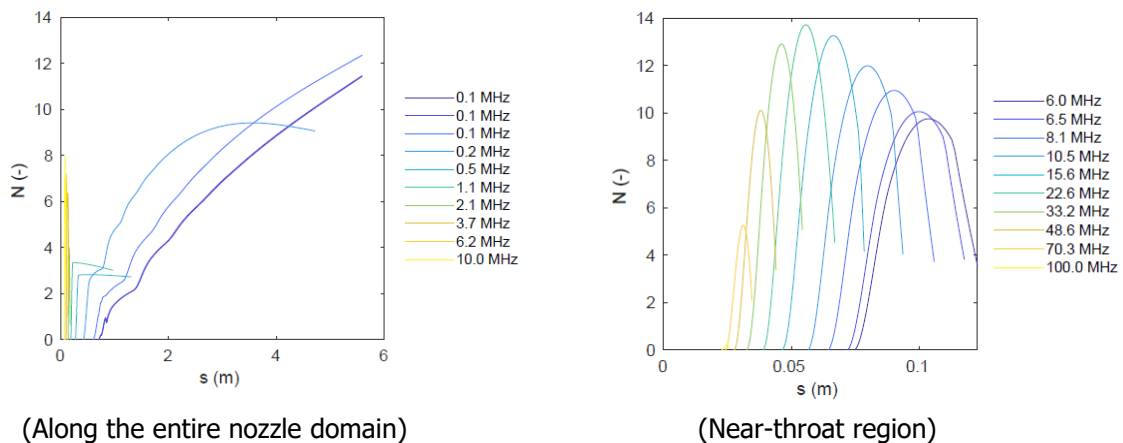 14
12
10
8
6
4
2
0
N (-)
0 2 4 6
s (m)
0.1 MHz
0.1 MHz
0.1 MHz
0.2 MHz
0.5 MHz
1.1 MHz
2.1 MHz
3.7 MHz
6.2 MHz
10.0 MHz
(Along the entire nozzle domain)
14
12
10
8
6
4
2
0
N (-)
0 0.05 0.1
s (m)
6.0 MHz
6.5 MHz
8.1 MHz
10.5 MHz
15.6 MHz
22.6 MHz
33.2 MHz
48.6 MHz
70.3 MHz
100.0 MHz
(Near-throat region)